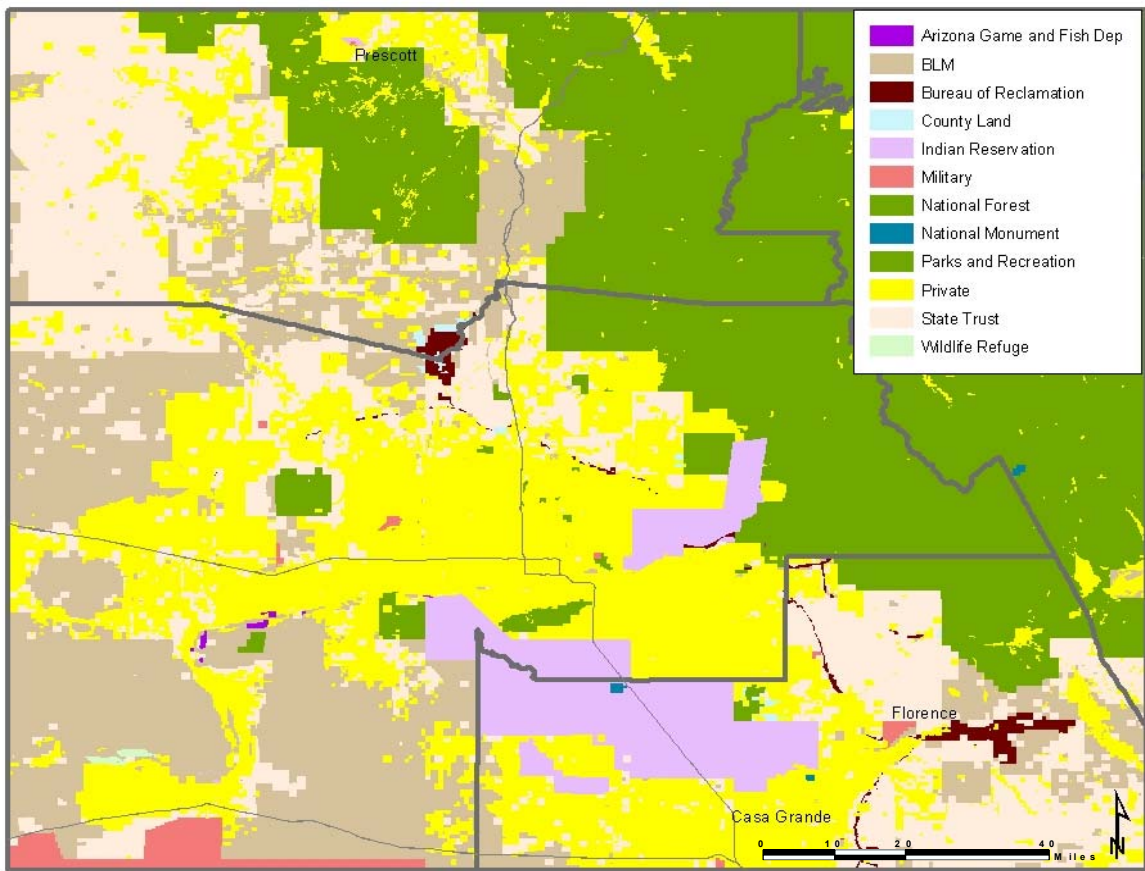 Prescott
Arizona Game and Fish Dep
BLM
Bureau of Reclamation
County Land
Indian Reservation
Military
National Forest
National Monument
Parks and Recreation
Private
State Trust
Wildlife Refuge
Florence
Casa Grande
0 10 20 40
Miles
N